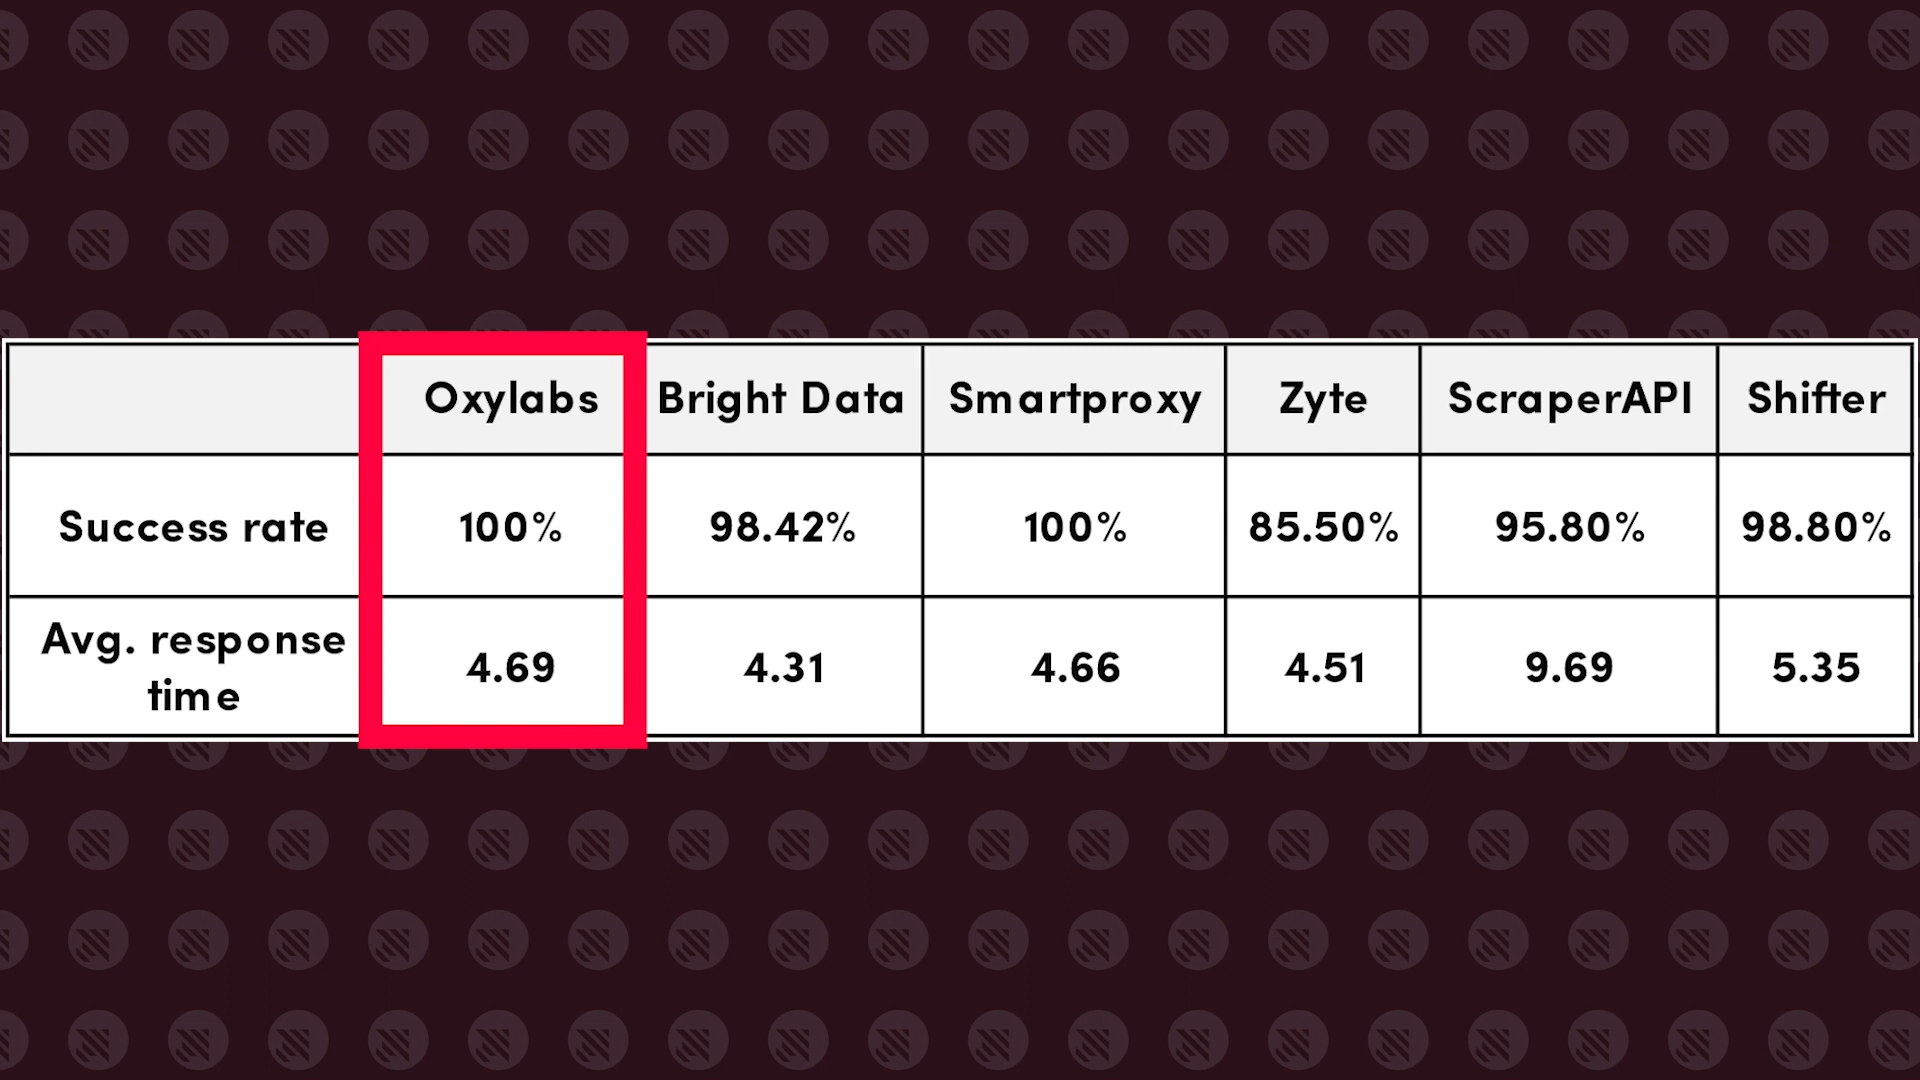 Oxylabs Bright Data Smartproxy Zyte ScraperAPI Shifter
Success rate 100% 98.42% 100% 85.50% 95.80% 98.80%
Avg. response
time 4.69 4.31 4.66 4.51 9.69 5.35